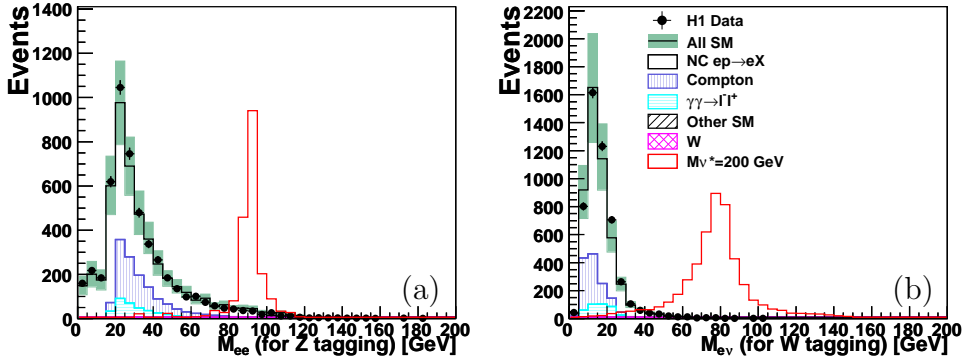 Events
1400
1200
1000
800
600
400
200
0
0 20 40 60 80 100 120 140 160 180 200
M_ee (for Z tagging) [GeV]
(a)
Events
2200
2000
1800
1600
1400
1200
1000
800
600
400
200
0
0 20 40 60 80 100 120 140 160 180 200
M_eν (for W tagging) [GeV]
(b)
H1 Data
All SM
NC ep→eX
Compton
γγ→l⁻l⁺
Other SM
W
Mν*=200 GeV